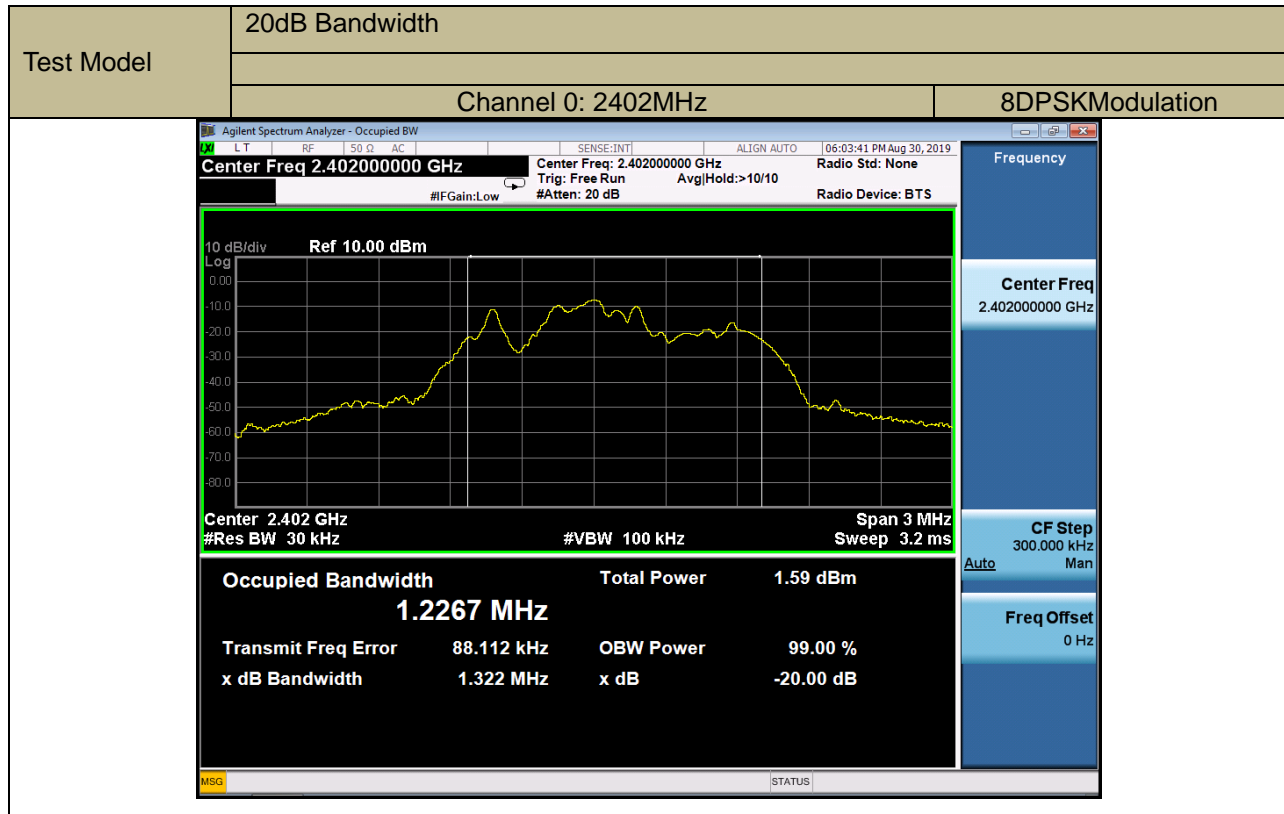 20dB Bandwidth
Test Model
Channel 0: 2402MHz 8DPSKModulation
Agilent Spectrum Analyzer - Occupied BW
LXI L T RF 50 Ω AC SENSE:INT ALIGN AUTO 06:03:41 PM Aug 30, 2019
Center Freq 2.402000000 GHz Center Freq: 2.402000000 GHz Radio Std: None
Trig: Free Run Avg|Hold:>10/10
#IFGain:Low #Atten: 20 dB Radio Device: BTS
Frequency
10 dB/div Ref 10.00 dBm
Log
0.00
-10.0
-20.0
-30.0
-40.0
-50.0
-60.0
-70.0
-80.0
Center Freq
2.402000000 GHz
Center 2.402 GHz Span 3 MHz
#Res BW 30 kHz #VBW 100 kHz Sweep 3.2 ms
CF Step
300.000 kHz
Auto Man
Occupied Bandwidth Total Power 1.59 dBm
1.2267 MHz
Transmit Freq Error 88.112 kHz OBW Power 99.00 %
x dB Bandwidth 1.322 MHz x dB -20.00 dB
Freq Offset
0 Hz
MSG STATUS